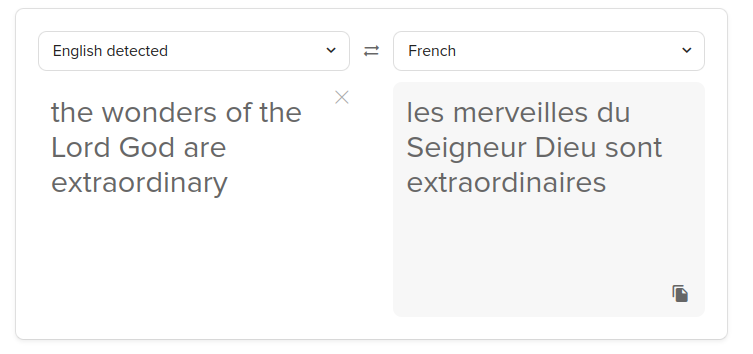 English detected
French
the wonders of the
Lord God are
extraordinary
les merveilles du
Seigneur Dieu sont
extraordinaires